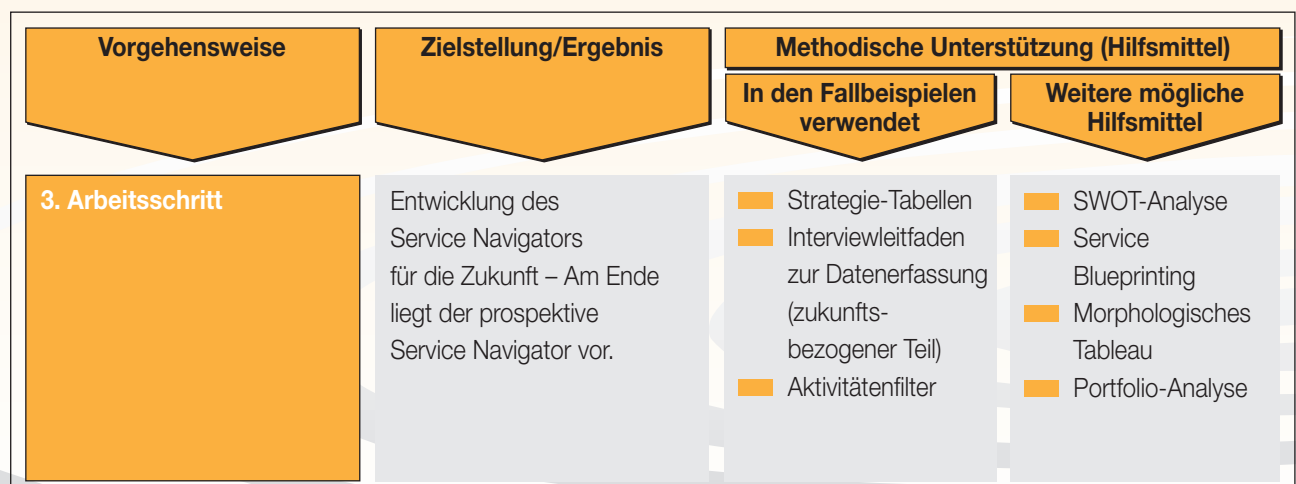 Vorgehensweise
Zielstellung/Ergebnis
Methodische Unterstützung (Hilfsmittel)
In den Fallbeispielen
verwendet
Weitere mögliche
Hilfsmittel
3. Arbeitsschritt
Entwicklung des
Service Navigators
für die Zukunft – Am Ende
liegt der prospektive
Service Navigator vor.
Strategie-Tabellen
Interviewleitfaden
zur Datenerfassung
(zukunfts-
bezogener Teil)
Aktivitätenfilter
SWOT-Analyse
Service
Blueprinting
Morphologisches
Tableau
Portfolio-Analyse